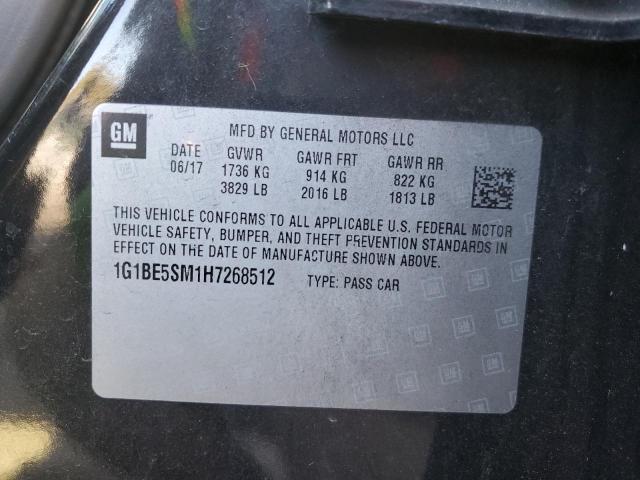 GM
MFD BY GENERAL MOTORS LLC
DATE GVWR GAWR FRT GAWR RR
06/17 1736 KG 914 KG 822 KG
3829 LB 2016 LB 1813 LB
THIS VEHICLE CONFORMS TO ALL APPLICABLE U.S. FEDERAL MOTOR
VEHICLE SAFETY, BUMPER, AND THEFT PREVENTION STANDARDS IN
EFFECT ON THE DATE OF MANUFACTURE SHOWN ABOVE.
1G1BE5SM1H7268512 TYPE: PASS CAR